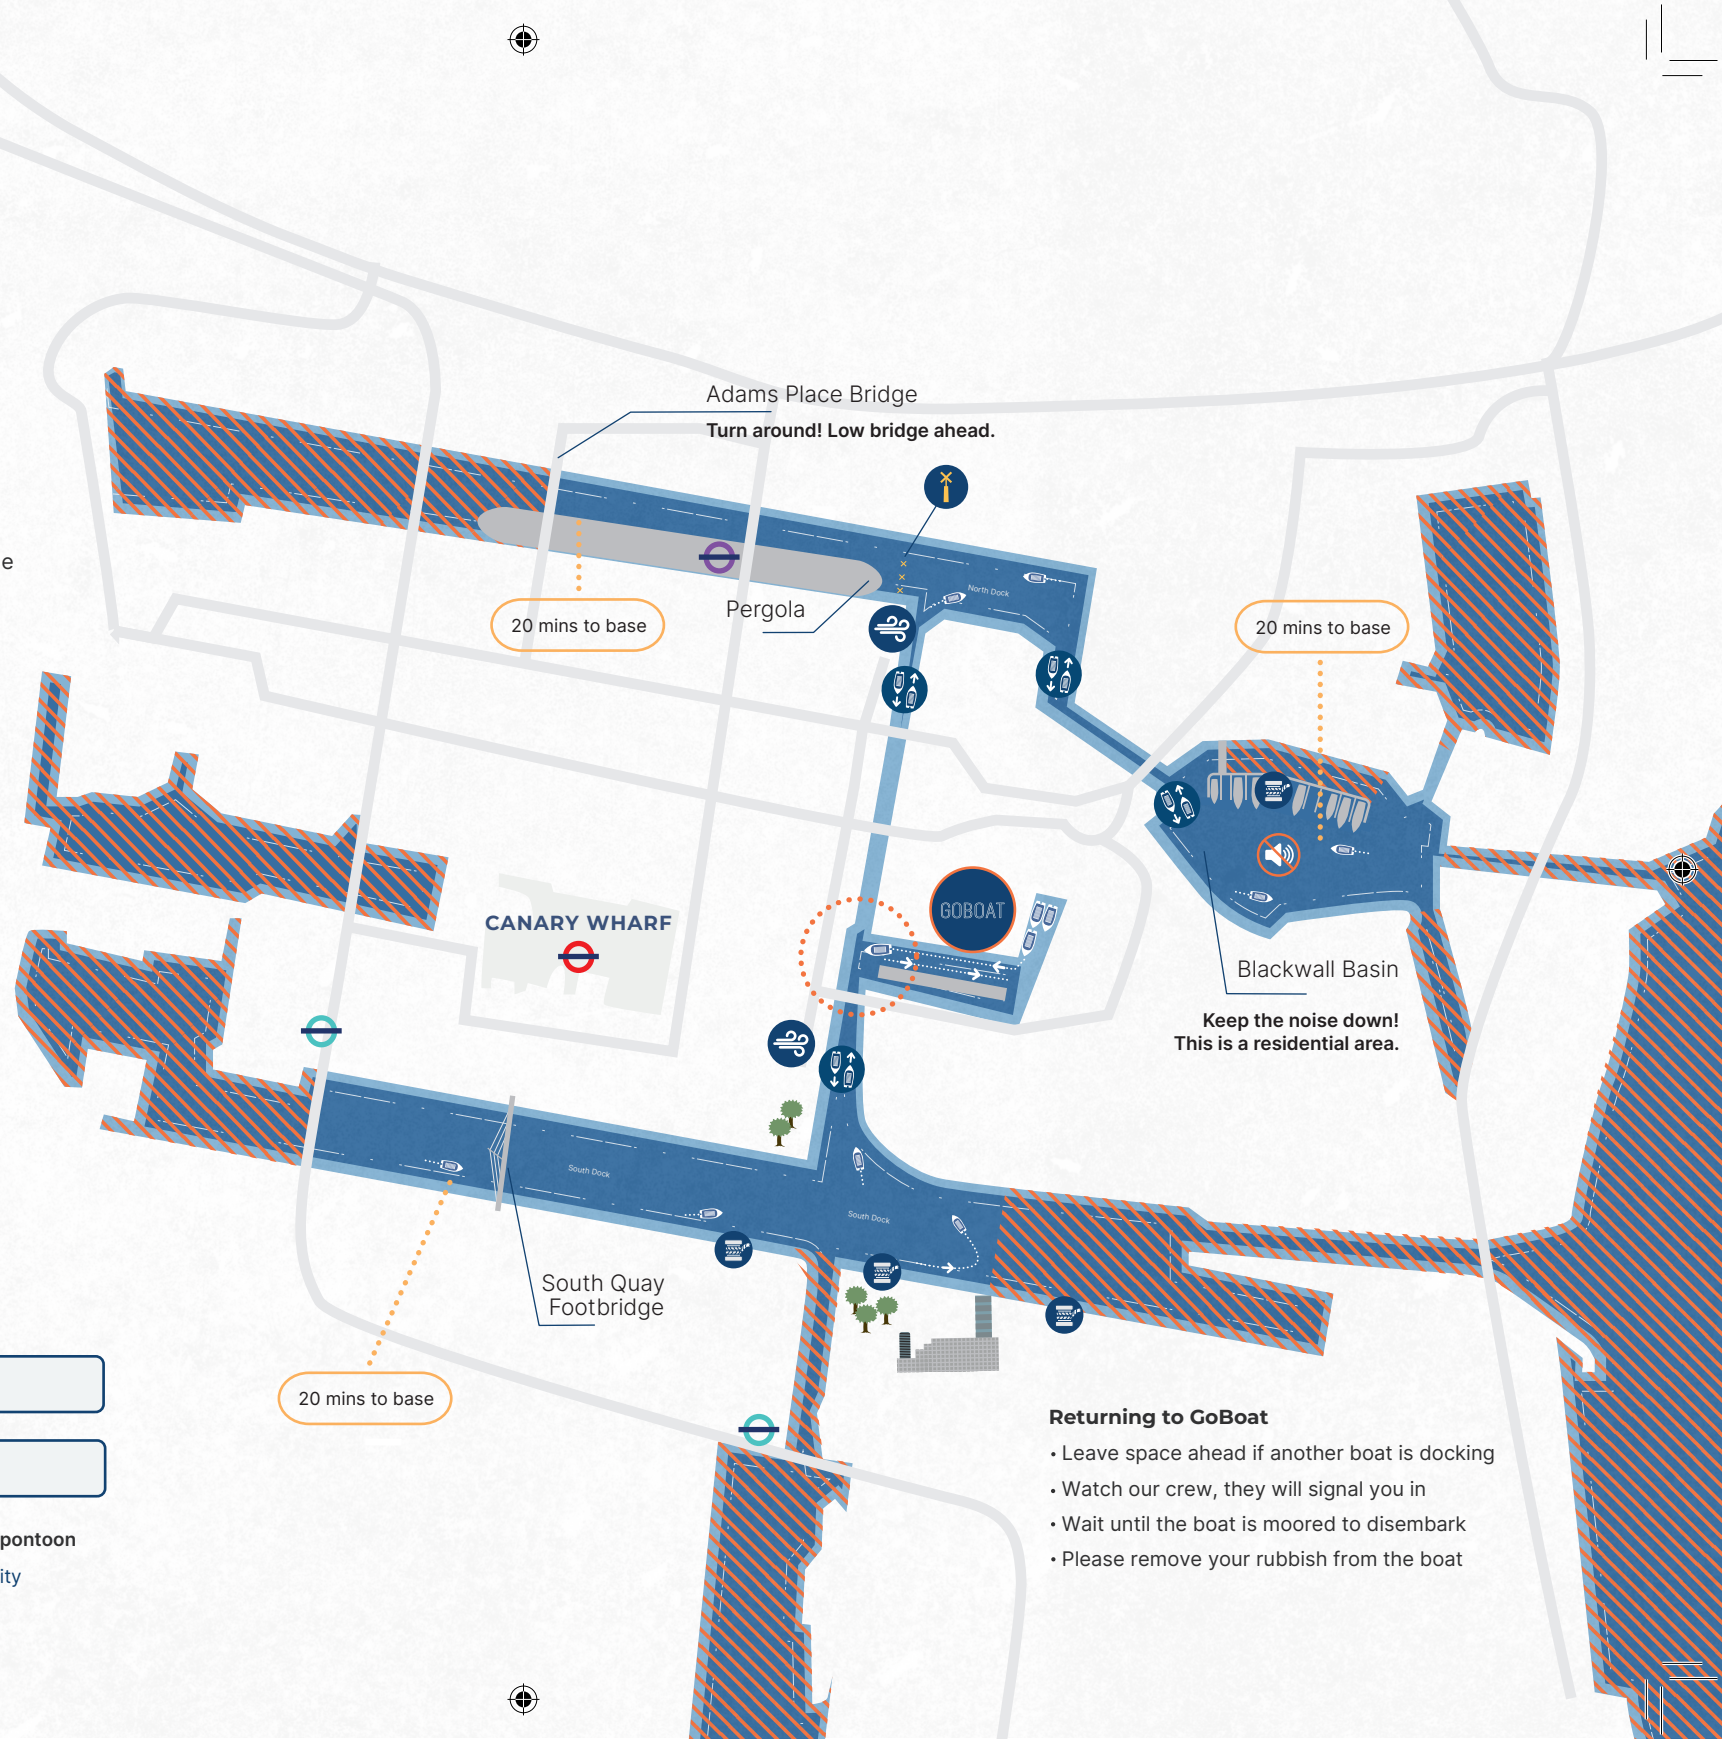 Adams Place Bridge
Turn around! Low bridge ahead.
e
North Dock
Pergola
20 mins to base
20 mins to base
GOBOAT
CANARY WHARF
Blackwall Basin
Keep the noise down!
This is a residential area.
South Dock
South Dock
South Quay
Footbridge
20 mins to base
Returning to GoBoat
• Leave space ahead if another boat is docking
• Watch our crew, they will signal you in
• Wait until the boat is moored to disembark
• Please remove your rubbish from the boat
pontoon
ity